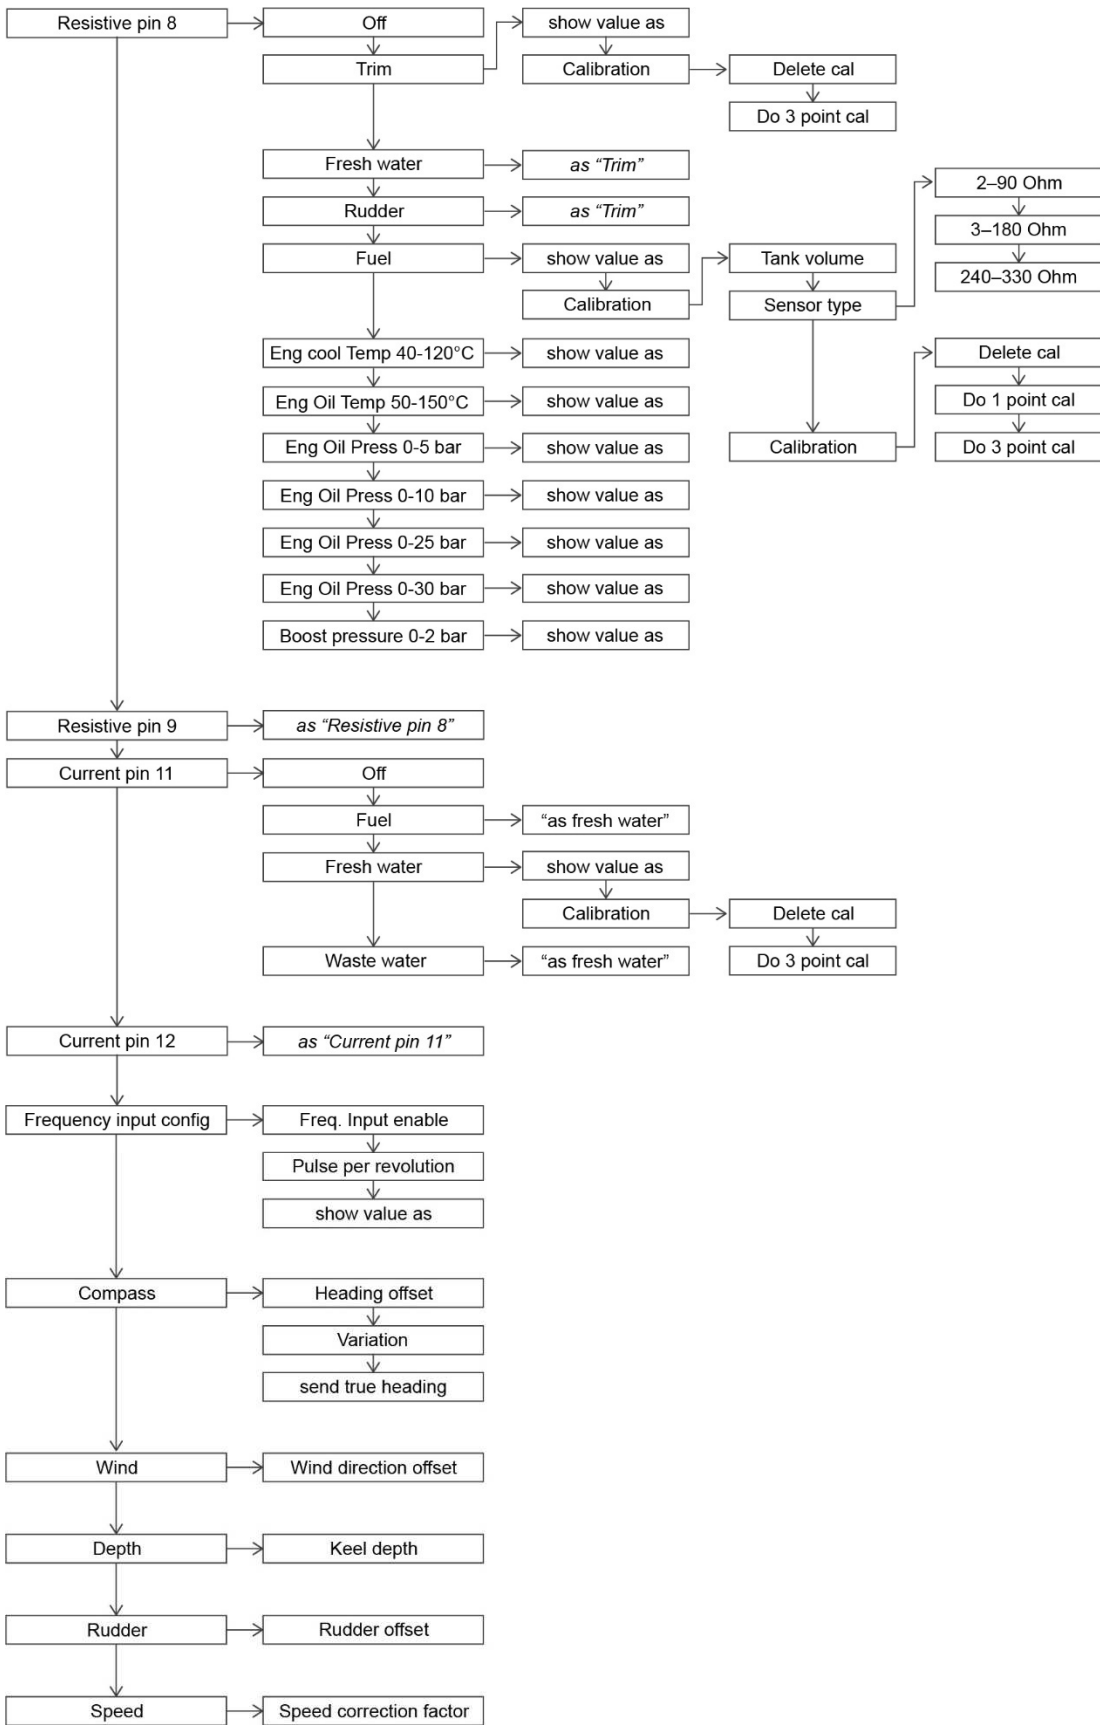 Resistive pin 8
Off
show value as
Trim
Calibration
Delete cal
Do 3 point cal
Fresh water
as “Trim”
2–90 Ohm
Rudder
as “Trim”
3–180 Ohm
Fuel
show value as
Tank volume
240–330 Ohm
Calibration
Sensor type
Eng cool Temp 40-120°C
show value as
Delete cal
Eng Oil Temp 50-150°C
show value as
Do 1 point cal
Eng Oil Press 0-5 bar
show value as
Calibration
Do 3 point cal
Eng Oil Press 0-10 bar
show value as
Eng Oil Press 0-25 bar
show value as
Eng Oil Press 0-30 bar
show value as
Boost pressure 0-2 bar
show value as
Resistive pin 9
as “Resistive pin 8”
Current pin 11
Off
Fuel
“as fresh water”
Fresh water
show value as
Calibration
Delete cal
Waste water
“as fresh water”
Do 3 point cal
Current pin 12
as “Current pin 11”
Frequency input config
Freq. Input enable
Pulse per revolution
show value as
Compass
Heading offset
Variation
send true heading
Wind
Wind direction offset
Depth
Keel depth
Rudder
Rudder offset
Speed
Speed correction factor